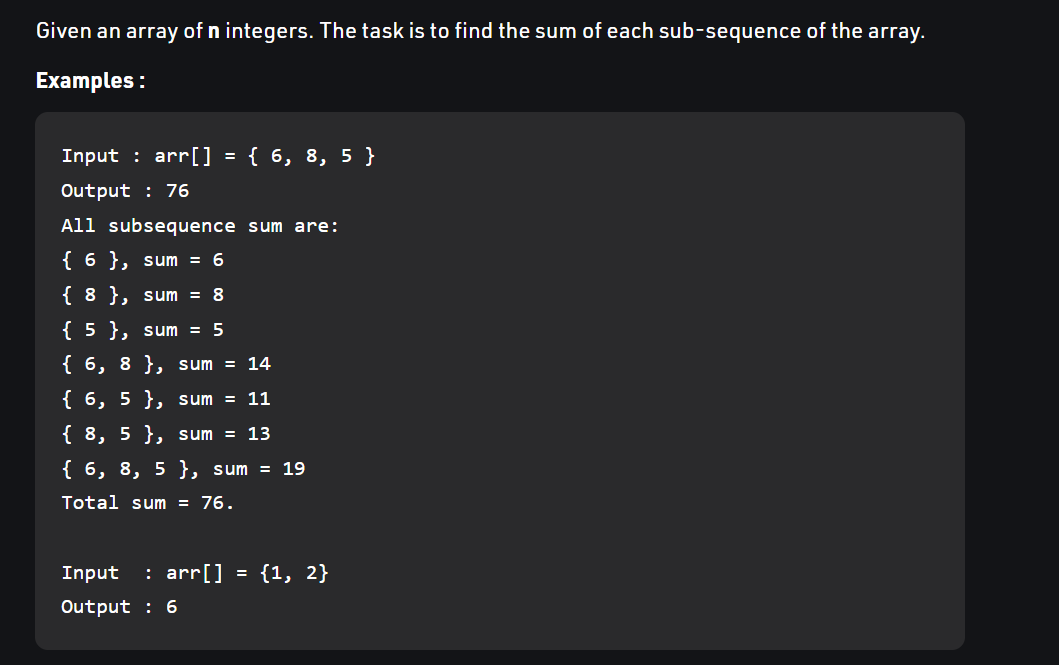 Given an array of n integers. The task is to find the sum of each sub-sequence of the array.
Examples :
Input : arr[] = { 6, 8, 5 }
Output : 76
All subsequence sum are:
{ 6 }, sum = 6
{ 8 }, sum = 8
{ 5 }, sum = 5
{ 6, 8 }, sum = 14
{ 6, 5 }, sum = 11
{ 8, 5 }, sum = 13
{ 6, 8, 5 }, sum = 19
Total sum = 76.
Input  : arr[] = {1, 2}
Output : 6